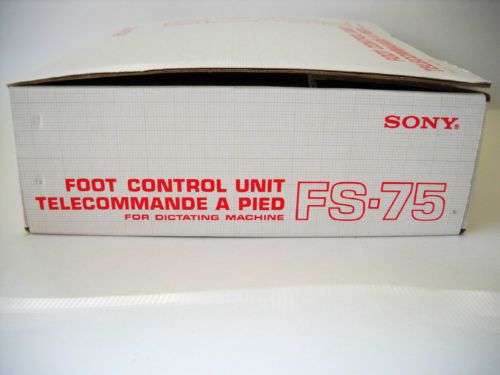 SONY®
FOOT CONTROL UNIT
TELECOMMANDE A PIED
FOR DICTATING MACHINE
FS-75